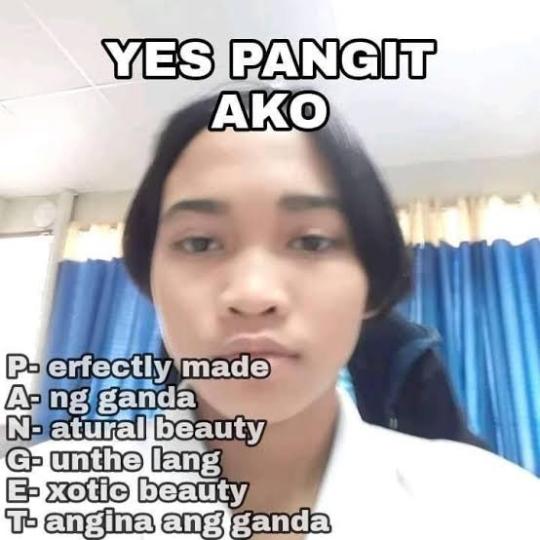 YES PANGIT
AKO
P- erfectly made
A- ng ganda
N- atural beauty
G- unthe lang
E- xotic beauty
T- angina ang ganda